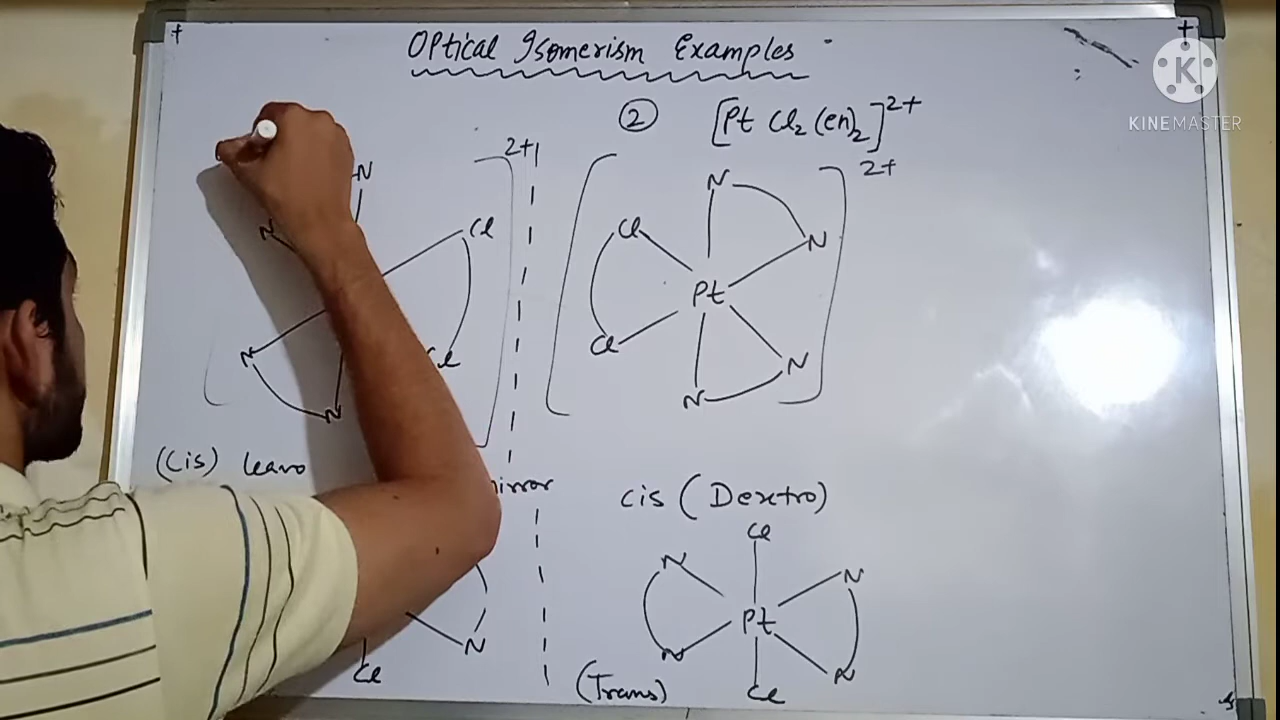 Optical Isomerism Examples
K
KINEMASTER
② [Pt Cl₂ (en)₂]²⁺
2+
2+
N
N
Cl
N
Cl
N
N
Cl
N
Pt
Cl
N
N
(Cis) leavo
mirror
cis (Dextro)
Cl
N
N
Pt
N
N
Cl
N
Cl
(Trans)